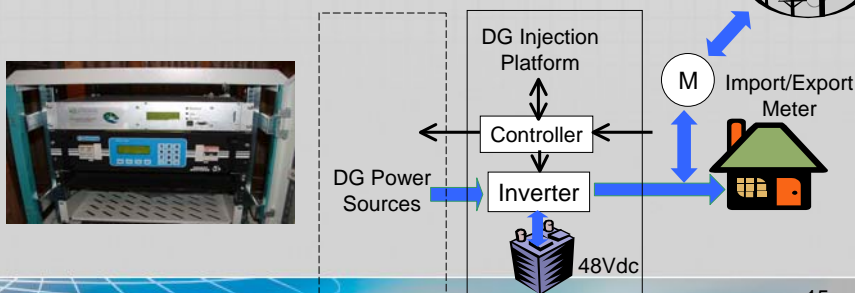 DG Injection
Platform
M
Import/Export
Meter
Controller
DG Power
Sources
Inverter
48Vdc